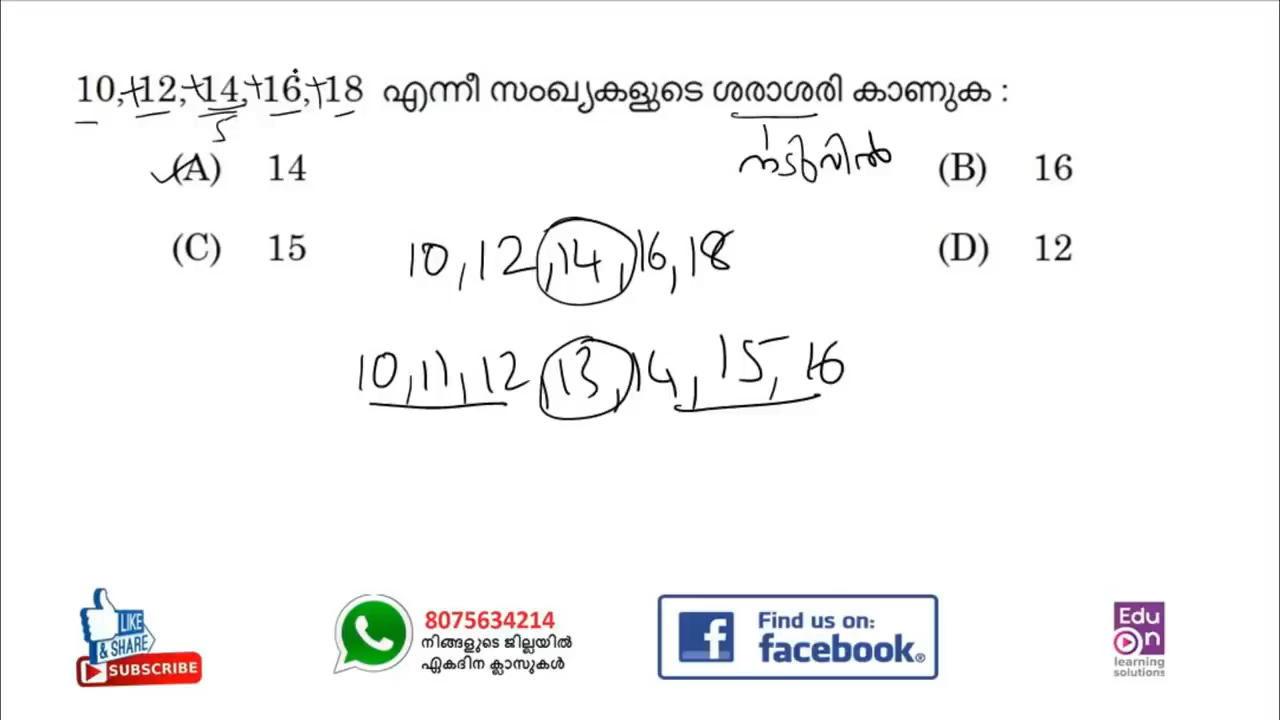 10, 12, 14, 16, 18 എന്നീ സംഖ്യകളുടെ ശരാശരി കാണുക :
5
നടുവിൽ
(A) 14 (B) 16
(C) 15 (D) 12
10, 12, 14, 16, 18
10, 11, 12, 13, 14, 15, 16
LIKE & SHARE
SUBSCRIBE
8075634214
നിങ്ങളുടെ ജില്ലയിൽ
ഏകദിന ക്ലാസുകൾ
Find us on:
facebook®
Edu
On
learning
solutions